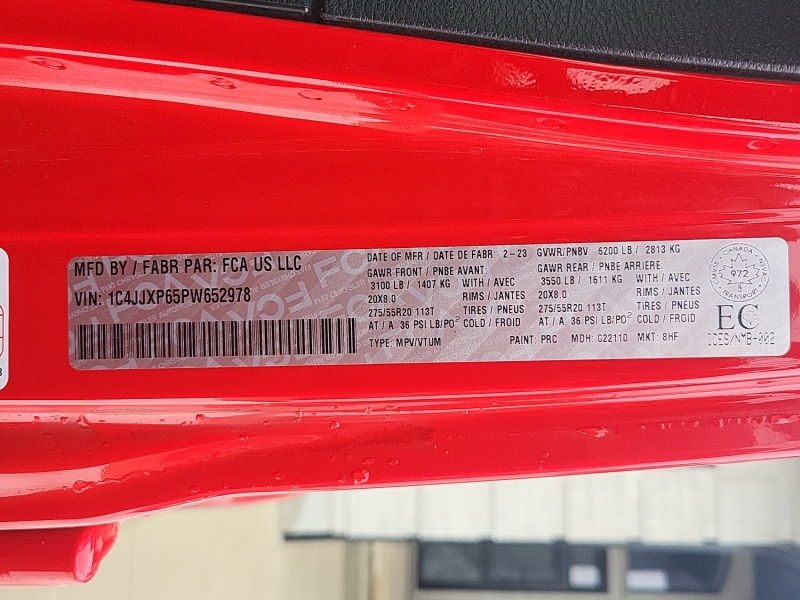 MFD BY / FABR PAR: FCA US LLC
VIN: 1C4JJXP65PW652978
DATE OF MFR / DATE DE FABR: 2-23 GVWR/PNBV 6200 LB / 2813 KG
GAWR FRONT / PNBE AVANT: GAWR REAR / PNBE ARRIERE:
3100 LB / 1407 KG WITH / AVEC 3550 LB / 1611 KG WITH / AVEC
20X8.0 RIMS / JANTES 20X8.0 RIMS / JANTES
275/55R20 113T TIRES / PNEUS 275/55R20 113T TIRES / PNEUS
AT / A 36 PSI LB/PO² COLD / FROID AT / A 36 PSI LB/PO² COLD / FROID
TYPE: MPV/VTUM PAINT: PRC MDH: 022110 MKT: 8HF
CANADA
972
TRANSPORT
EC
ICES/NMB-002